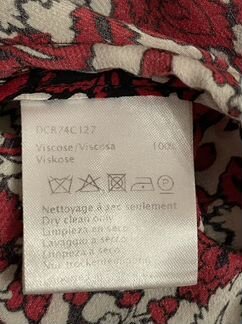 DCR74C127
Viscose/Viscosa 100%
Viskose
P
Nettoyage à sec seulement
Dry clean only
Limpieza en seco
Lavaggio a secco